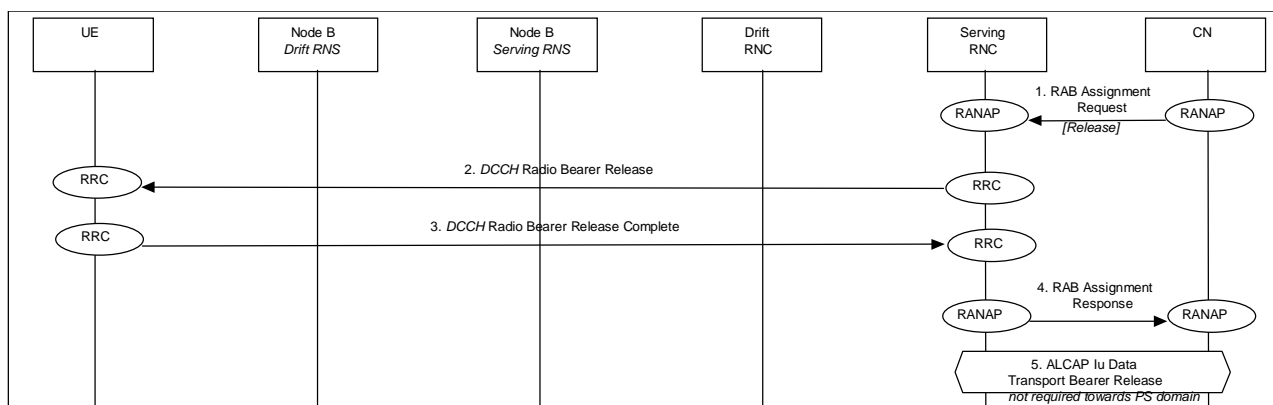 UE
Node B
Drift RNS
Node B
Serving RNS
Drift
RNC
Serving
RNC
CN
1. RAB Assignment
Request
[Release]
RANAP
RANAP
2. DCCH Radio Bearer Release
RRC
RRC
3. DCCH Radio Bearer Release Complete
RRC
RRC
4. RAB Assignment
Response
RANAP
RANAP
5. ALCAP Iu Data
Transport Bearer Release
not required towards PS domain